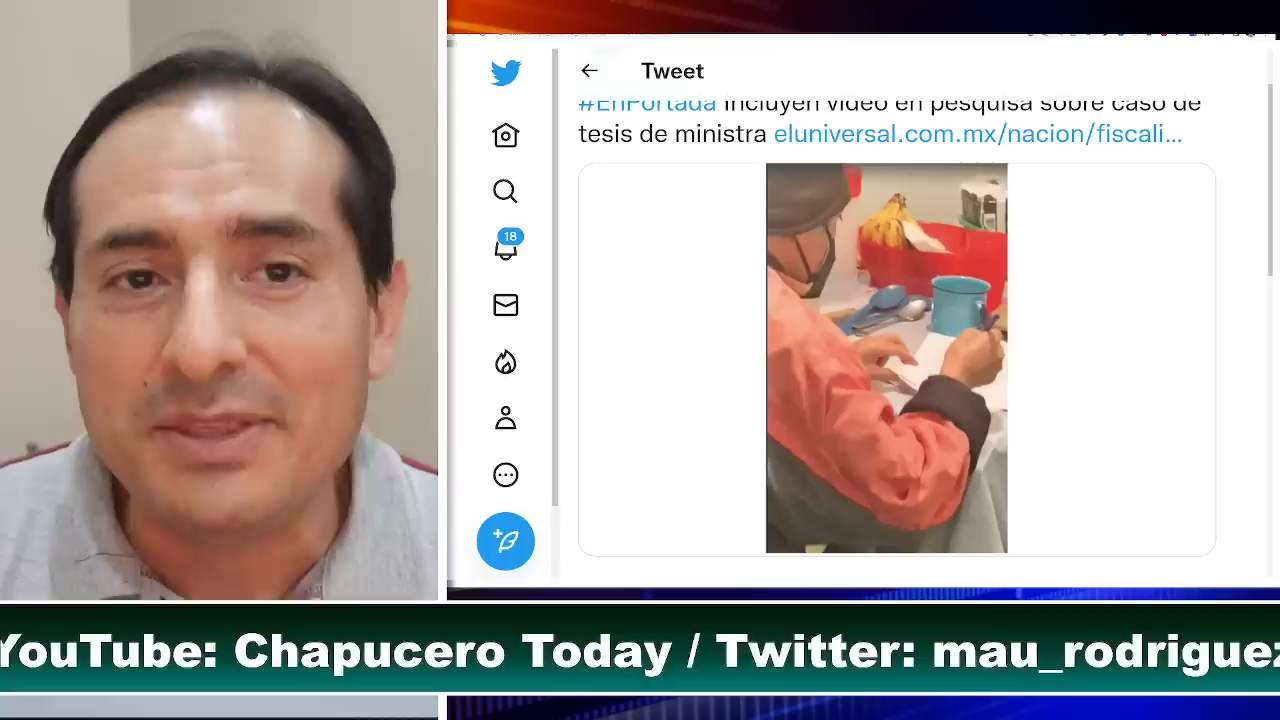 Tweet
#EnPortada Incluyen video en pesquisa sobre caso de
tesis de ministra eluniversal.com.mx/nacion/fiscali...
18
YouTube: Chapucero Today / Twitter: mau_rodriguez